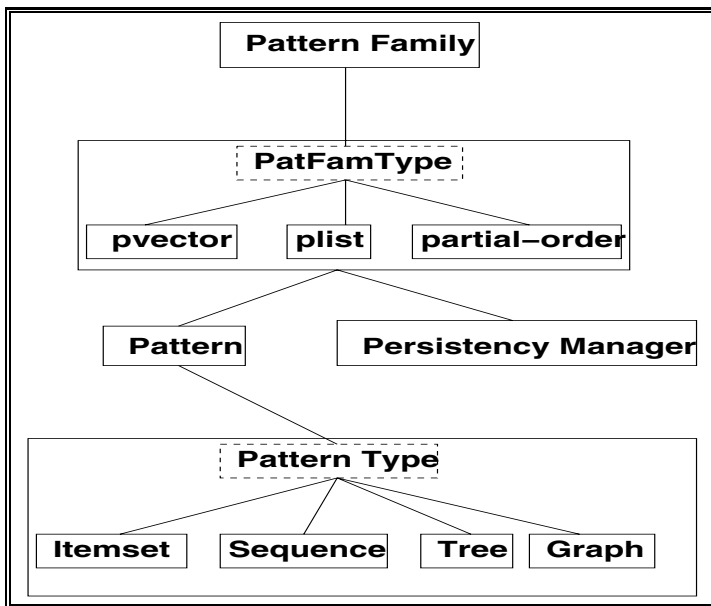 Pattern Family
PatFamType
pvector plist partial–order
Pattern Persistency Manager
Pattern Type
Itemset Sequence Tree Graph